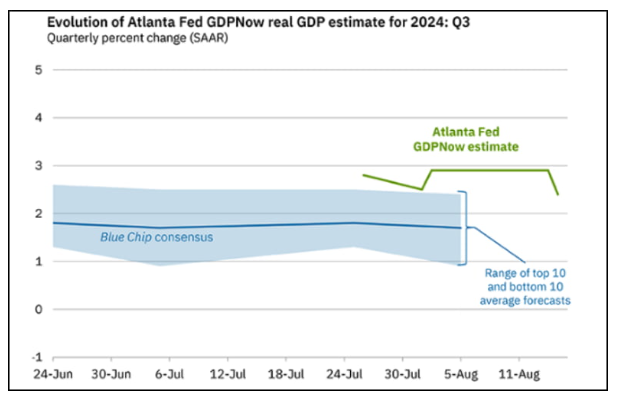 Evolution of Atlanta Fed GDPNow real GDP estimate for 2024: Q3
Quarterly percent change (SAAR)
5
4
Atlanta Fed
GDPNow estimate
3
2
Blue Chip consensus
1
Range of top 10
and bottom 10
average forecasts
0
-1
24-Jun 30-Jun 6-Jul 12-Jul 18-Jul 24-Jul 30-Jul 5-Aug 11-Aug